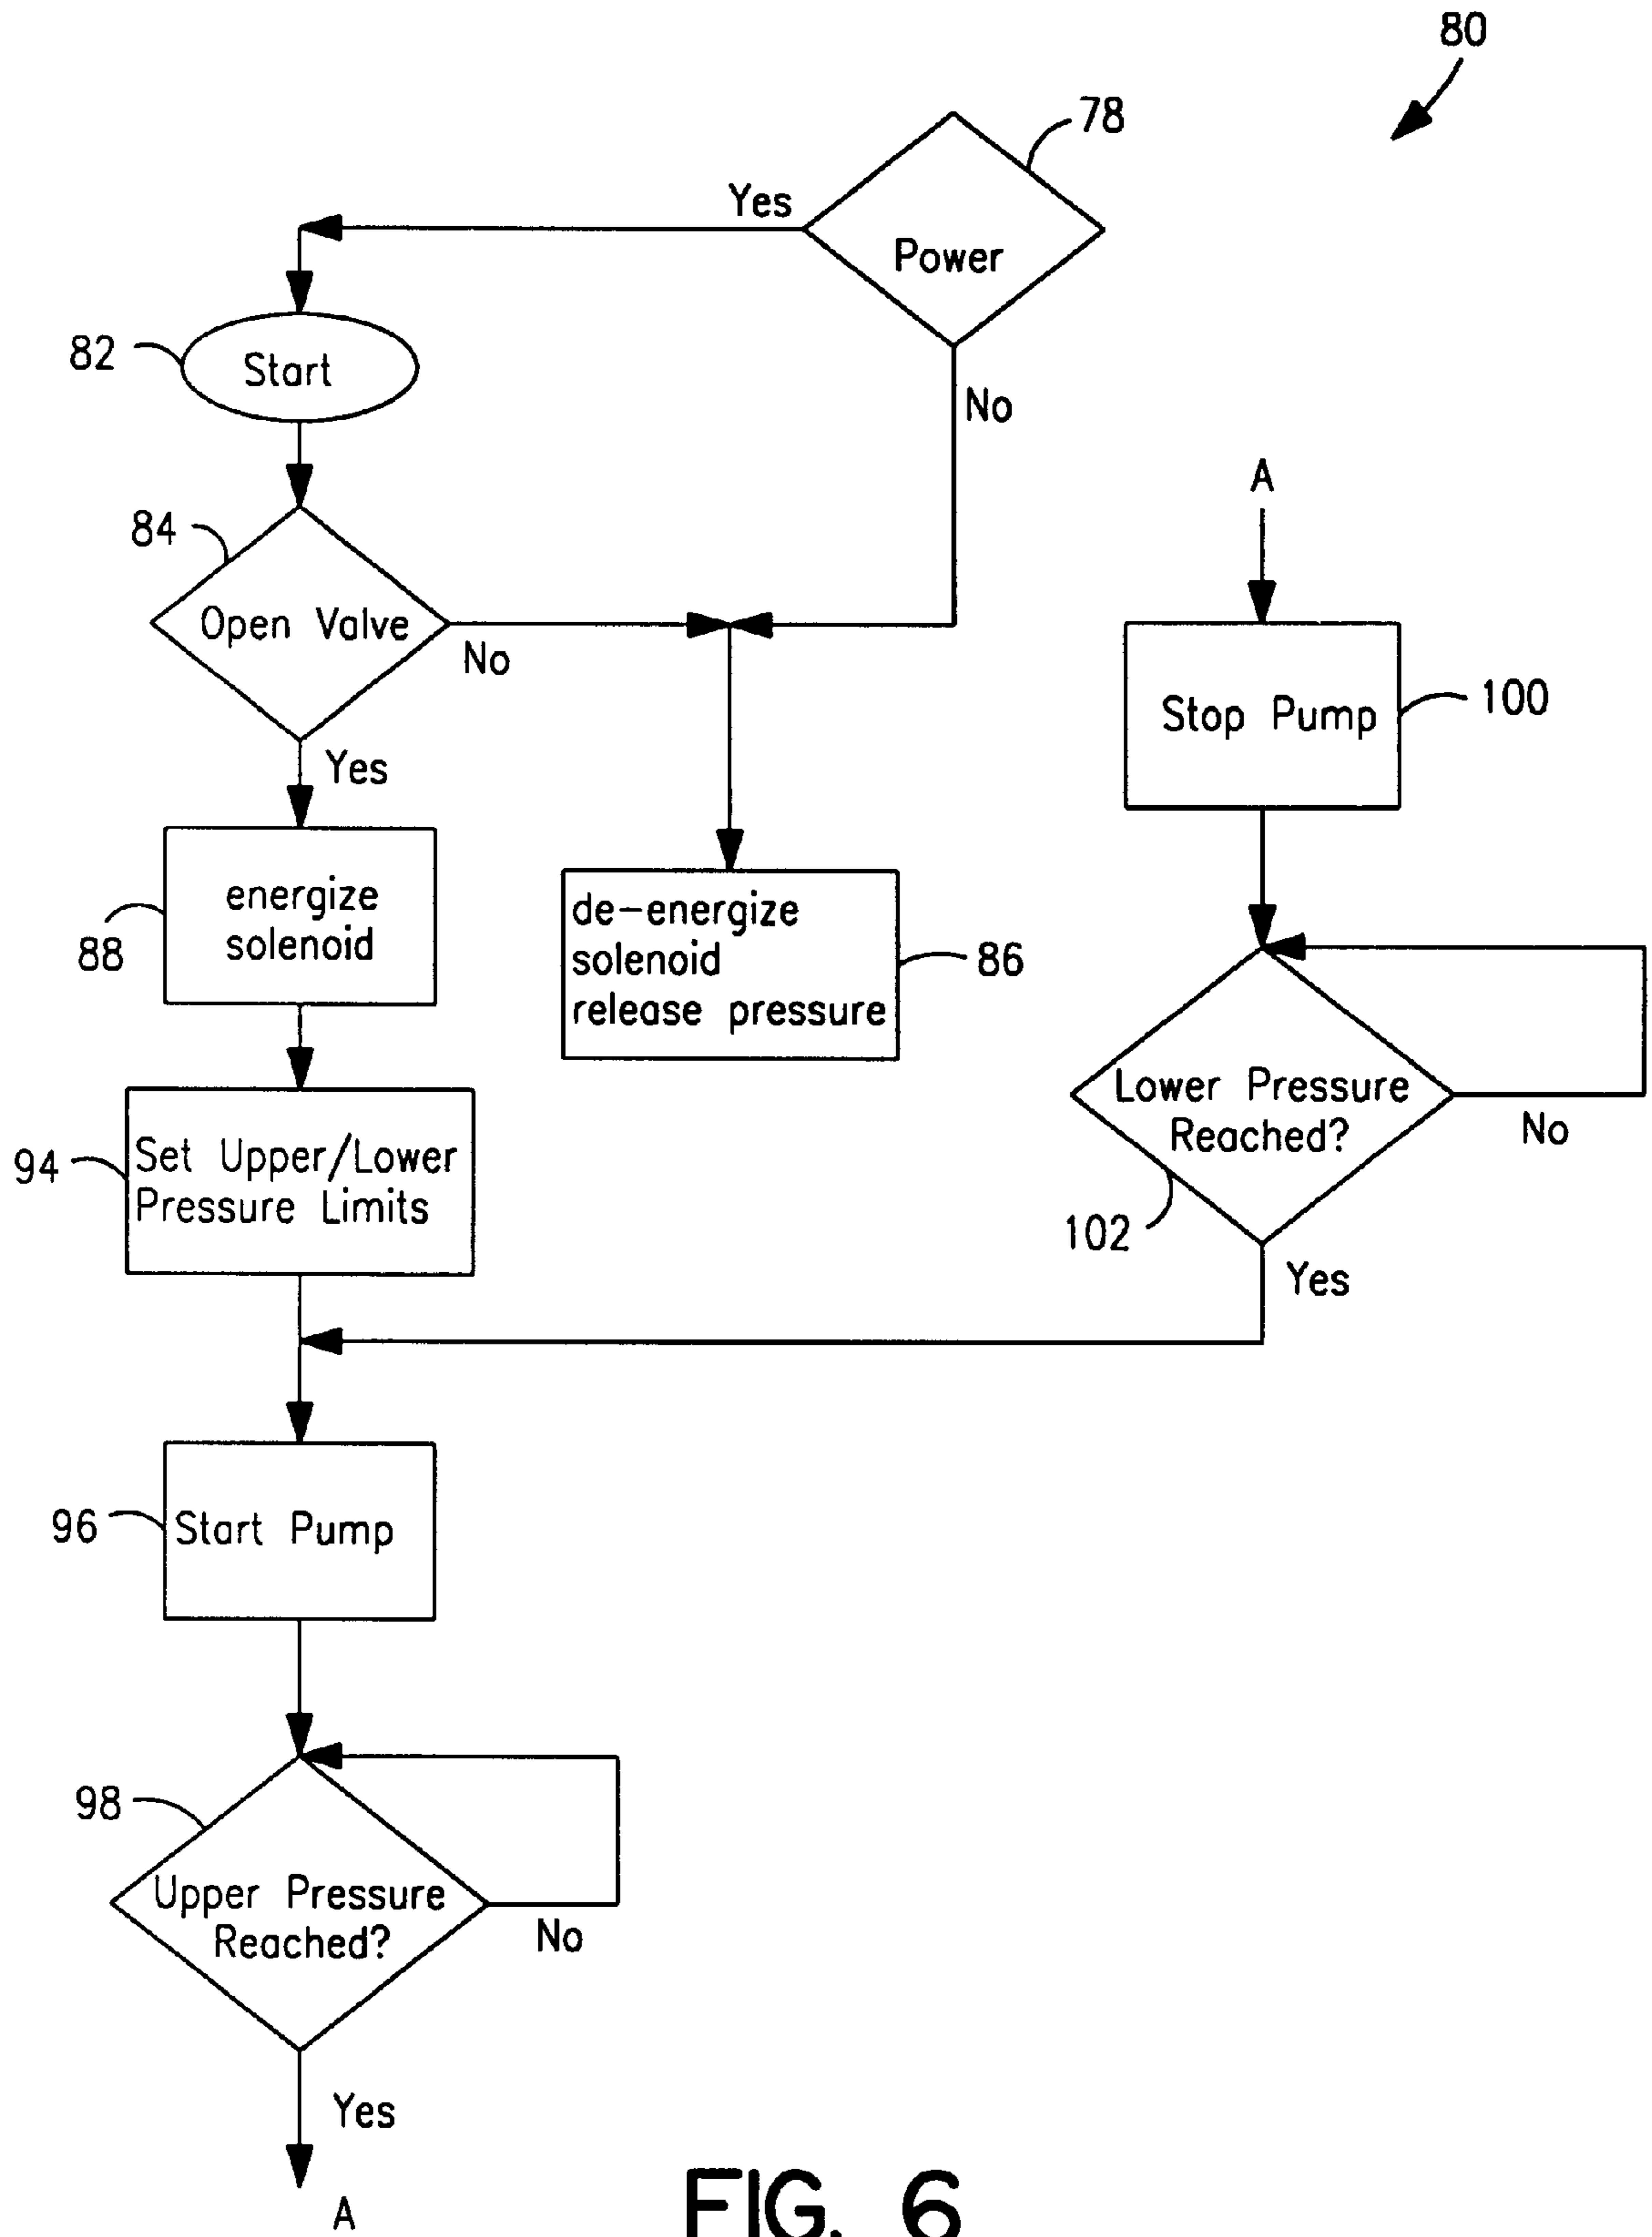 80
78
Yes
Power
82
Start
No
A
84
Open Valve
No
Stop Pump
100
Yes
energize
solenoid
88
de-energize
solenoid
release pressure
86
Lower Pressure
Reached?
No
102
94
Set Upper/Lower
Pressure Limits
Yes
96
Start Pump
98
Upper Pressure
Reached?
No
Yes
A
FIG. 6